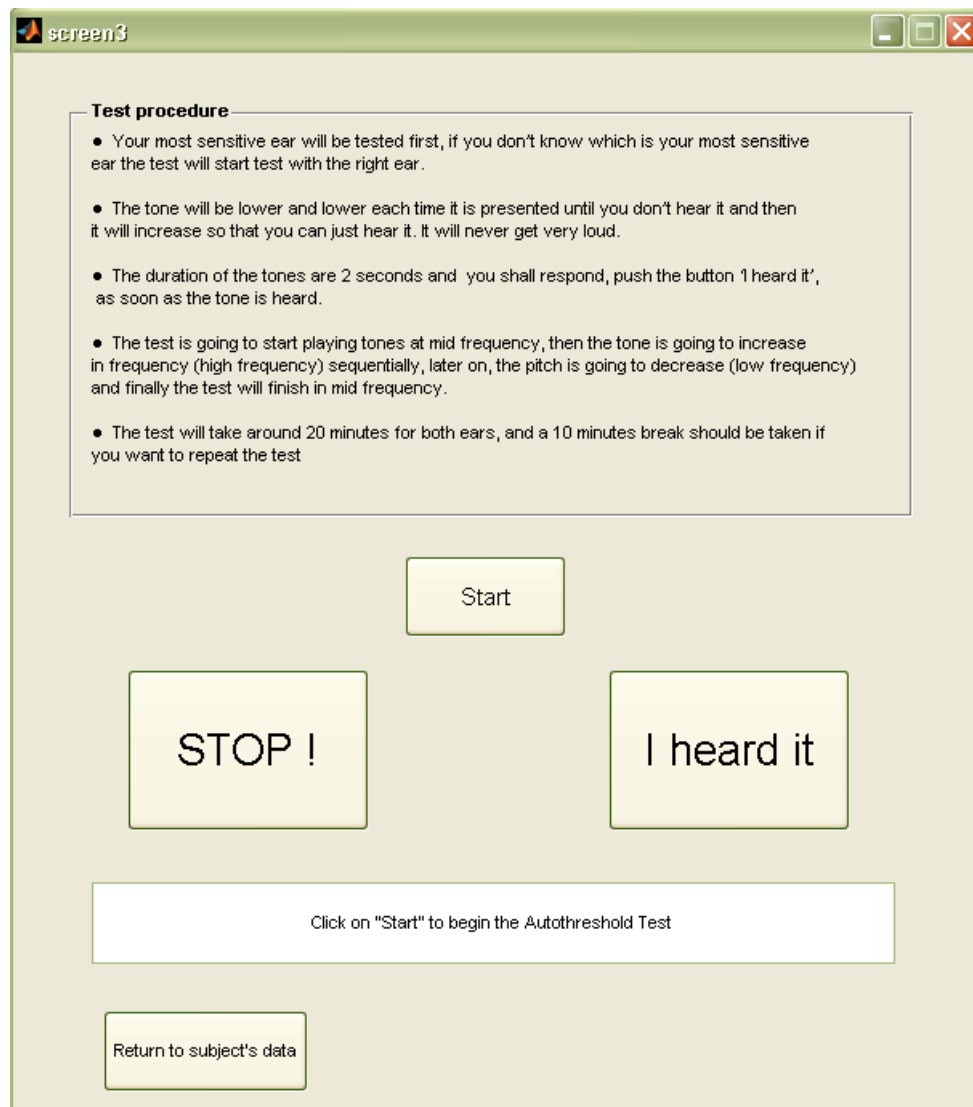 screen3
Test procedure
● Your most sensitive ear will be tested first, if you don't know which is your most sensitive
ear the test will start test with the right ear.
● The tone will be lower and lower each time it is presented until you don't hear it and then
it will increase so that you can just hear it. It will never get very loud.
● The duration of the tones are 2 seconds and you shall respond, push the button 'I heard it',
as soon as the tone is heard.
● The test is going to start playing tones at mid frequency, then the tone is going to increase
in frequency (high frequency) sequentially, later on, the pitch is going to decrease (low frequency)
and finally the test will finish in mid frequency.
● The test will take around 20 minutes for both ears, and a 10 minutes break should be taken if
you want to repeat the test
Start
STOP !
I heard it
Click on "Start" to begin the Autothreshold Test
Return to subject's data